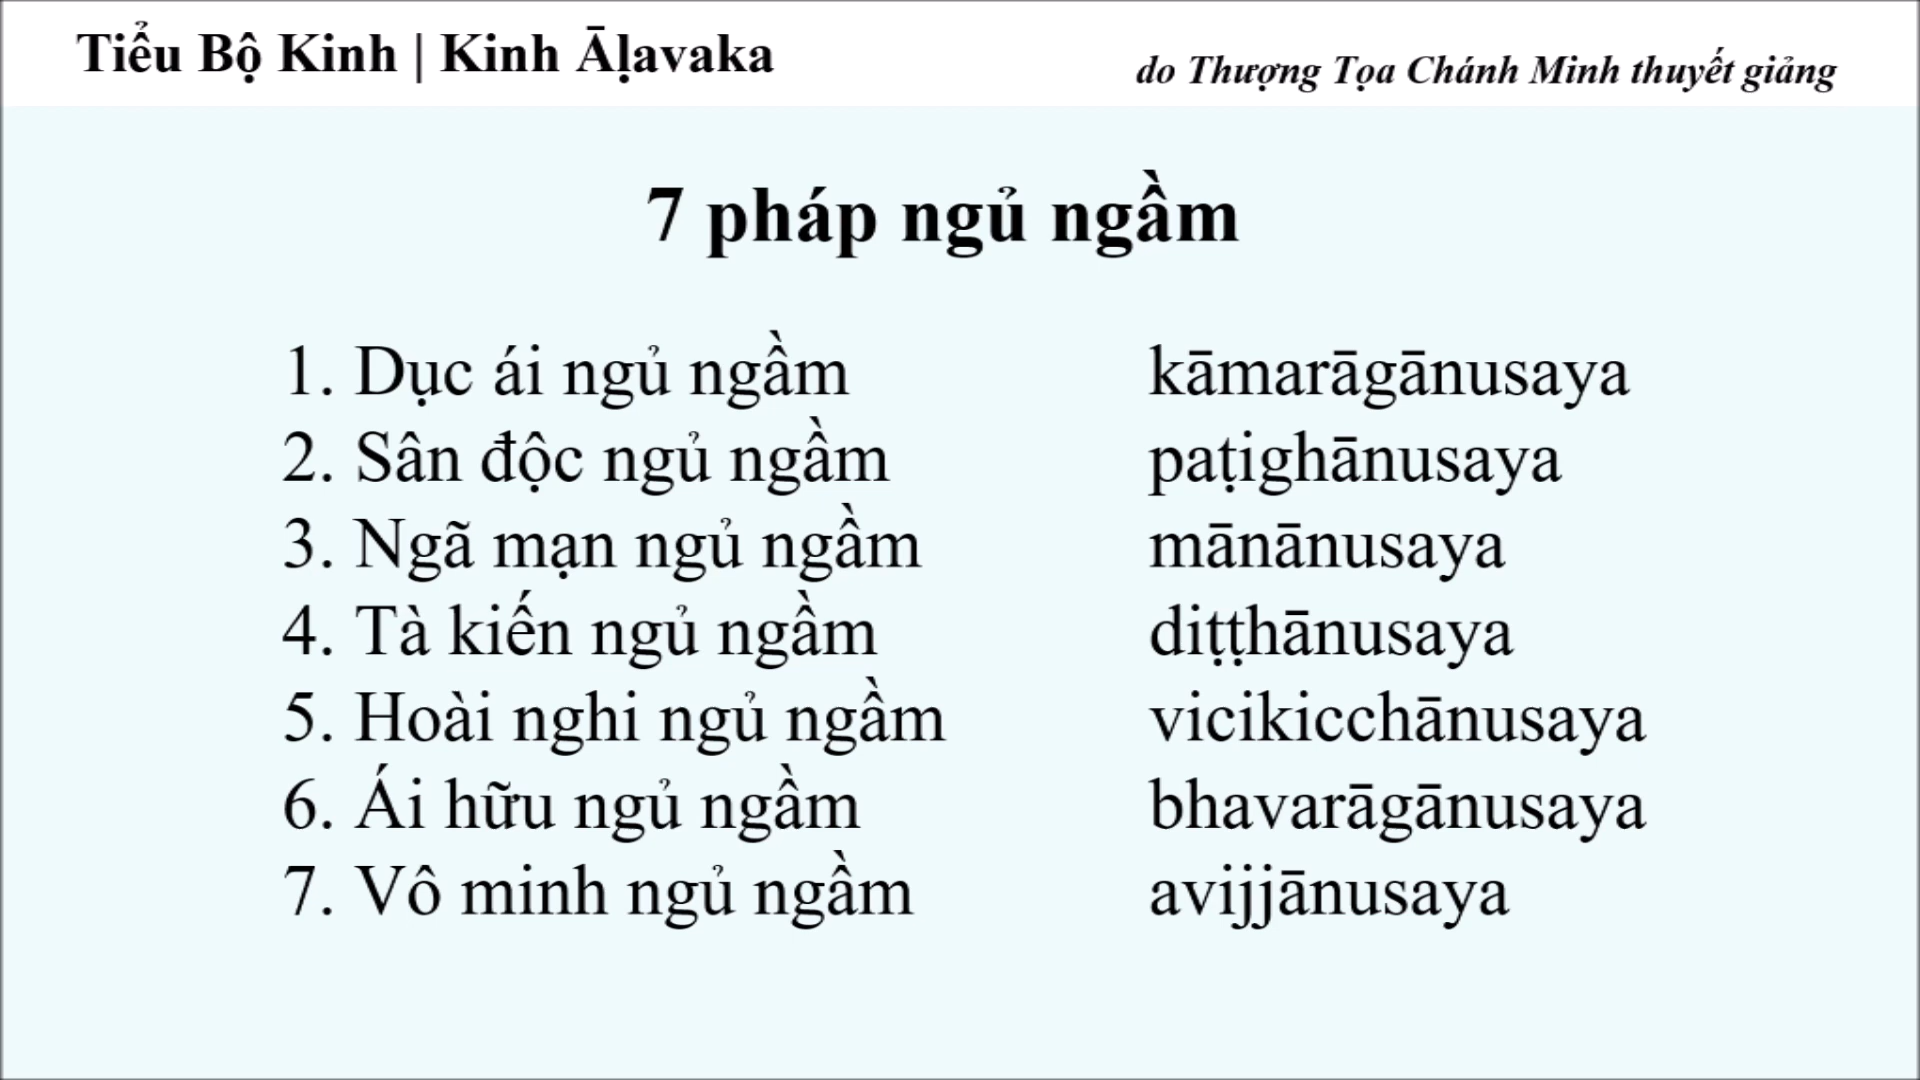 Tiểu Bộ Kinh | Kinh Āḷavaka
do Thượng Tọa Chánh Minh thuyết giảng
7 pháp ngủ ngầm
1. Dục ái ngủ ngầm kāmarāgānusaya
2. Sân độc ngủ ngầm paṭighānusaya
3. Ngã mạn ngủ ngầm mānānusaya
4. Tà kiến ngủ ngầm diṭṭhānusaya
5. Hoài nghi ngủ ngầm vicikicchānusaya
6. Ái hữu ngủ ngầm bhavarāgānusaya
7. Vô minh ngủ ngầm avijjānusaya